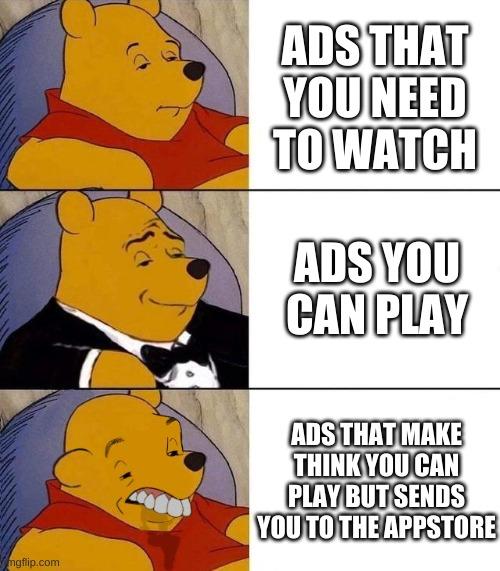 ADS THAT
YOU NEED
TO WATCH
ADS YOU
CAN PLAY
ADS THAT MAKE
THINK YOU CAN
PLAY BUT SENDS
YOU TO THE APPSTORE
imgflip.com